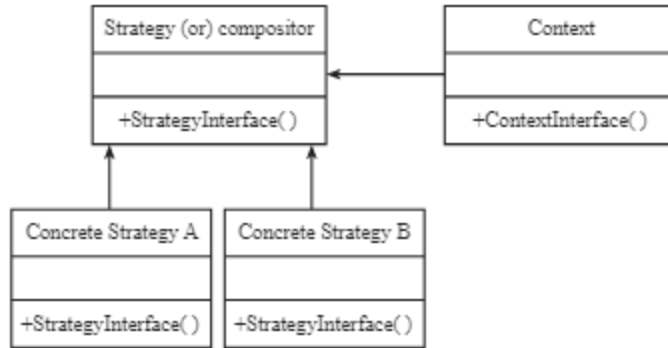 Strategy (or) compositor
Context
+StrategyInterface( )
+ContextInterface( )
Concrete Strategy A
Concrete Strategy B
+StrategyInterface( )
+StrategyInterface( )